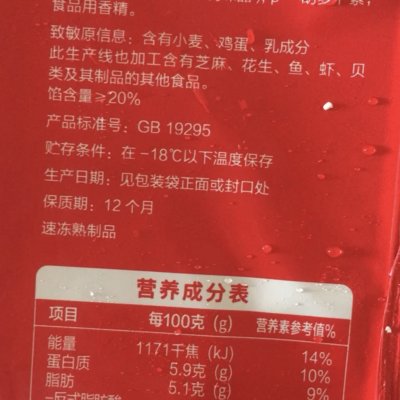 食品用香精。
致敏原信息：含有小麦、鸡蛋、乳成分
此生产线也加工含有芝麻、花生、鱼、虾、贝
类及其制品的其他食品。
馅含量≥20%
产品标准号：GB 19295
贮存条件：在 -18℃以下温度保存
生产日期：见包装袋正面或封口处
保质期：12 个月
速冻熟制品
营养成分表
项目 每100克 (g) 营养素参考值%
能量 1171千焦 (kJ) 14%
蛋白质 5.9克 (g) 10%
脂肪 5.1克 (g) 9%
-反式脂肪酸